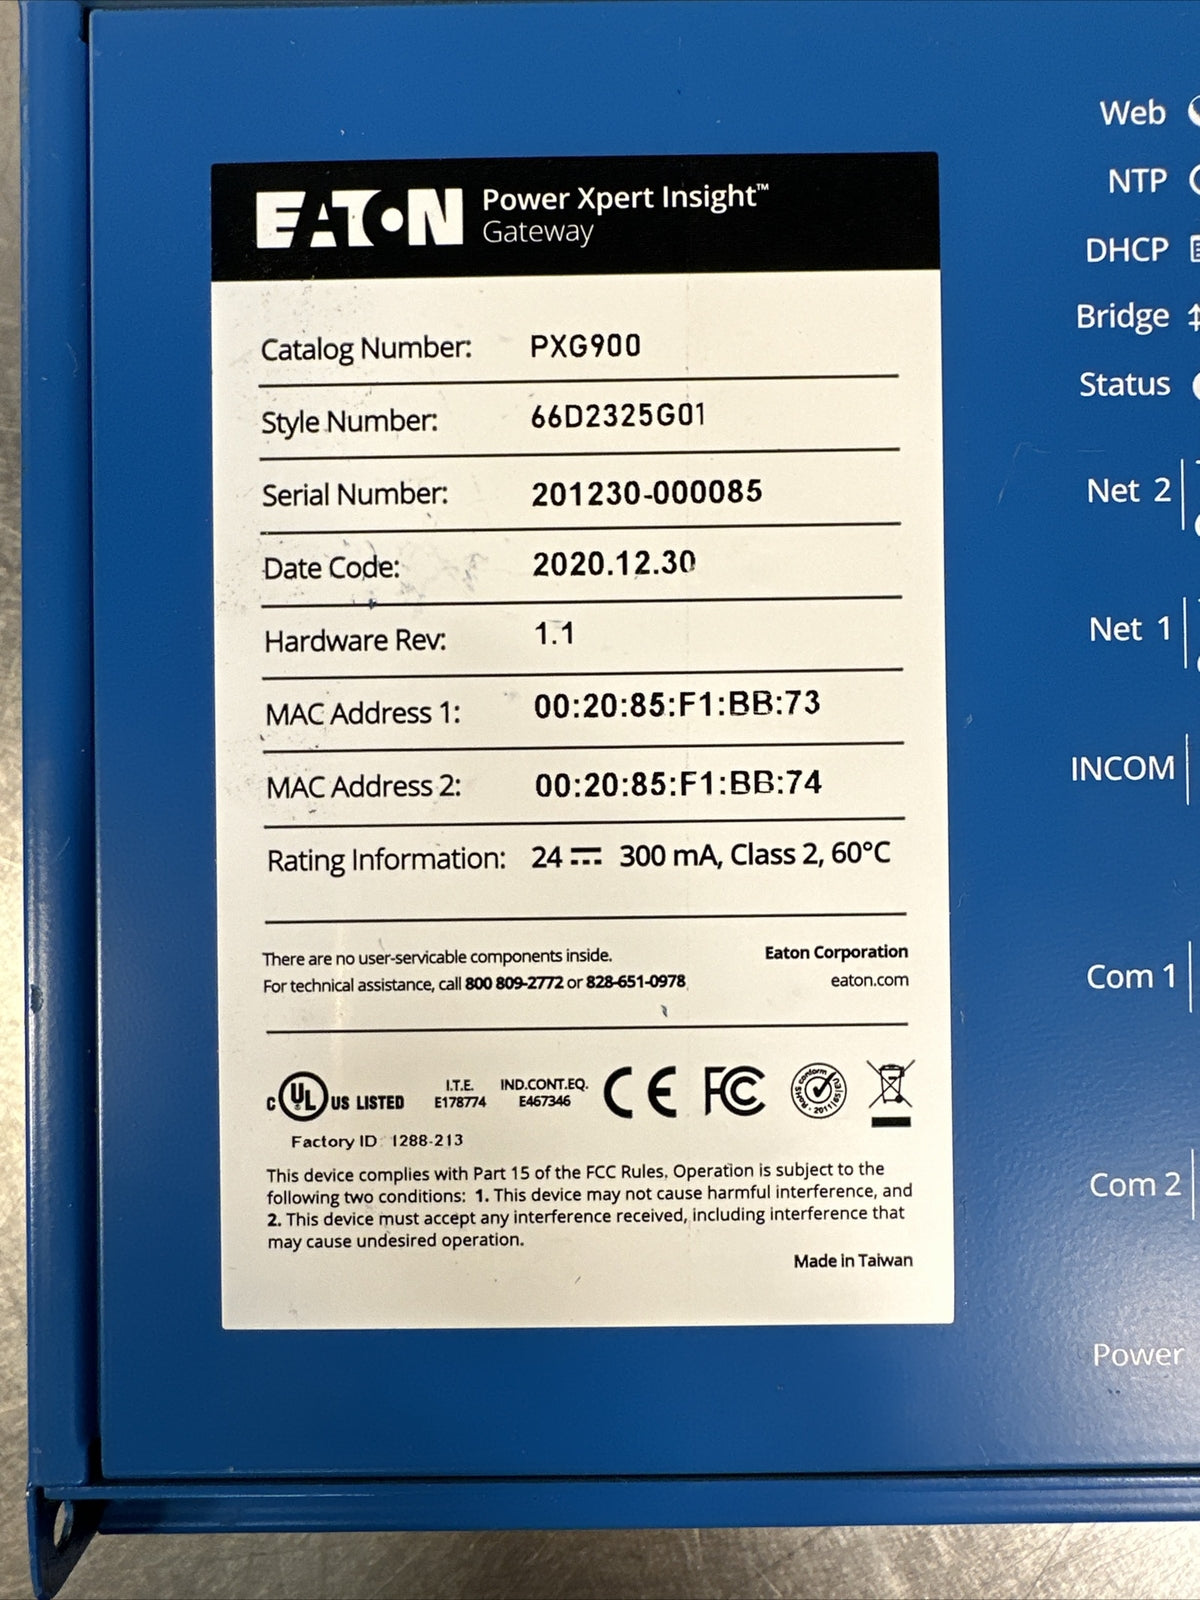 EATON Power Xpert Insight™
Gateway
Catalog Number: PXG900
Style Number: 66D2325G01
Serial Number: 201230-000085
Date Code: 2020.12.30
Hardware Rev: 1.1
MAC Address 1: 00:20:85:F1:BB:73
MAC Address 2: 00:20:85:F1:BB:74
Rating Information: 24 ⎓ 300 mA, Class 2, 60°C
There are no user-servicable components inside. Eaton Corporation
For technical assistance, call 800 809-2772 or 828-651-0978 eaton.com
C UL US LISTED I.T.E. E178774 IND.CONT.EQ. E467346 CE FC
Factory ID: 1288-213
This device complies with Part 15 of the FCC Rules, Operation is subject to the
following two conditions: 1. This device may not cause harmful interference, and
2. This device must accept any interference received, including interference that
may cause undesired operation.
Made in Taiwan
Web
NTP
DHCP
Bridge
Status
Net 2
Net 1
INCOM
Com 1
Com 2
Power